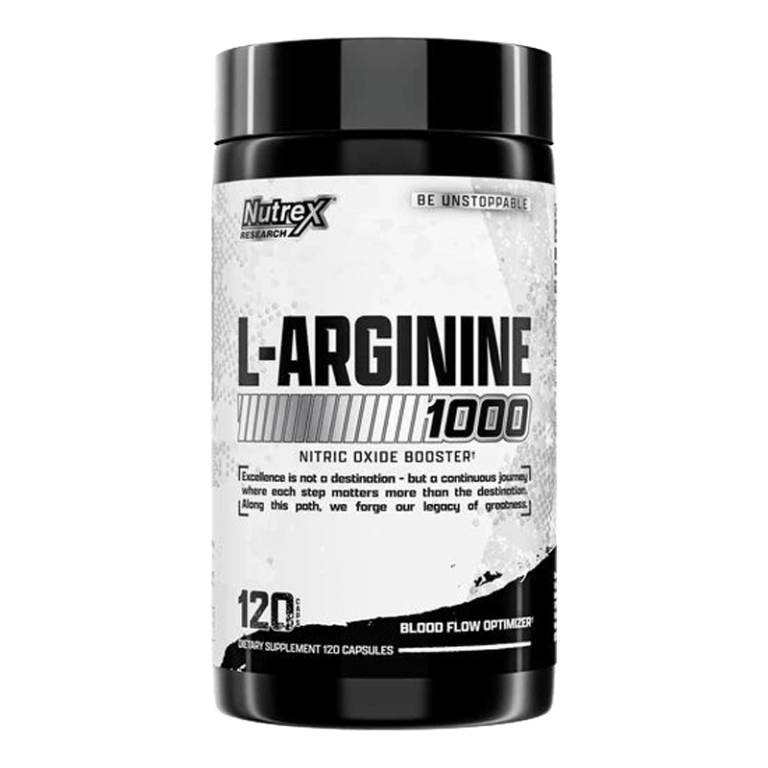 Nutrex
RESEARCH
BE UNSTOPPABLE
L-ARGININE
1000
NITRIC OXIDE BOOSTER†
Excellence is not a destination - but a continuous journey
where each step matters more than the destination.
Along this path, we forge our legacy of greatness.
120 CAPS
BLOOD FLOW OPTIMIZER†
DIETARY SUPPLEMENT 120 CAPSULES